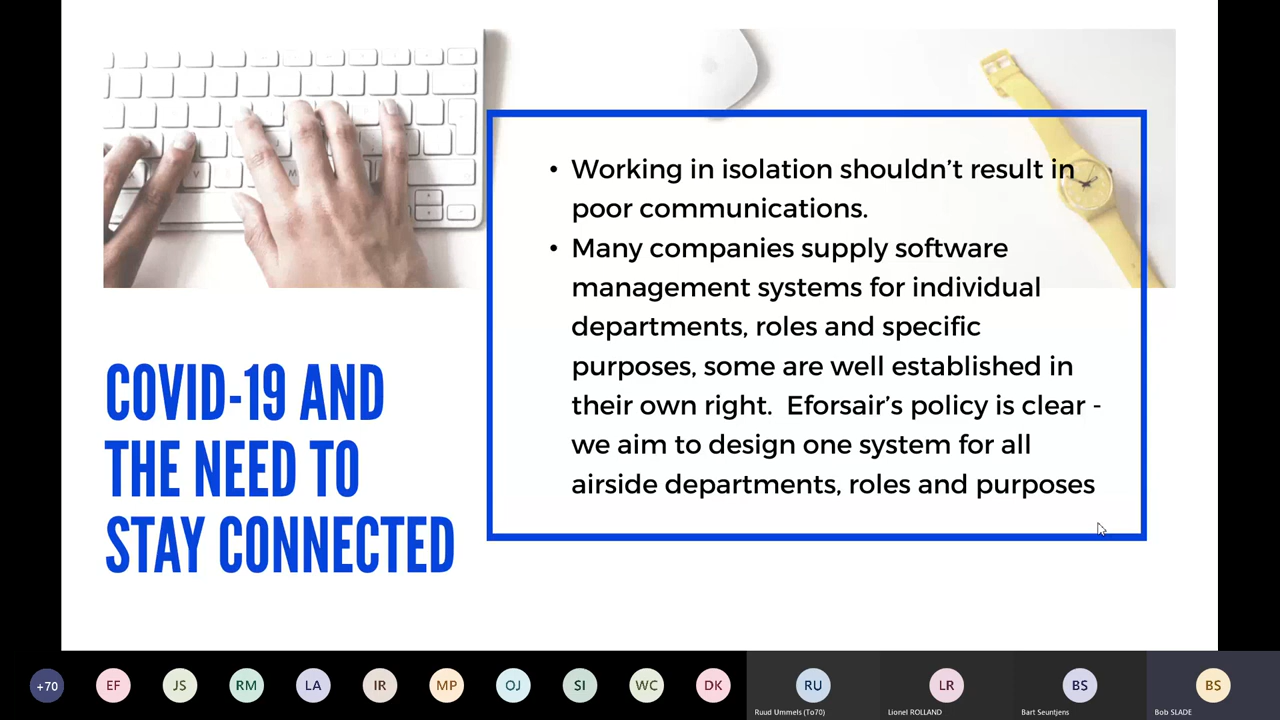 • Working in isolation shouldn’t result in
poor communications.
• Many companies supply software
management systems for individual
departments, roles and specific
purposes, some are well established in
their own right.  Eforsair’s policy is clear -
we aim to design one system for all
airside departments, roles and purposes
COVID-19 AND
THE NEED TO
STAY CONNECTED
+70
EF
JS
RM
LA
IR
MP
OJ
SI
WC
DK
RU
Ruud Ummels (To70)
LR
Lionel ROLLAND
BS
Bart Seuntjens
BS
Bob SLADE